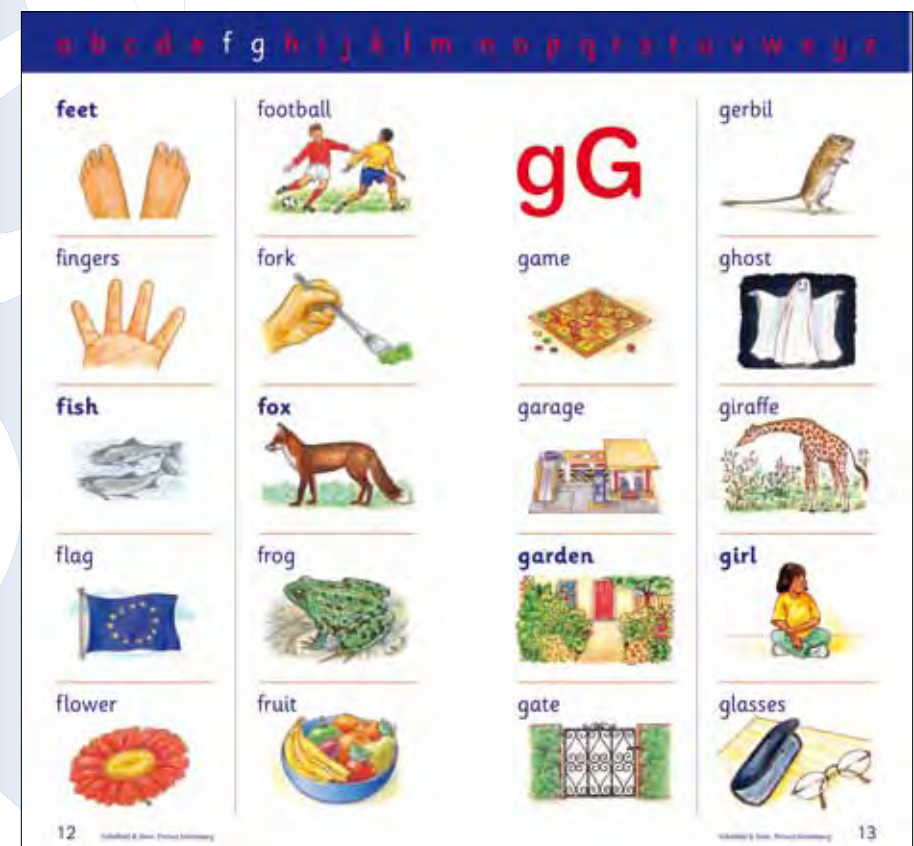 a b c d e f g h i j k l m n o p q r s t u v w x y z
feet
fingers
fish
flag
flower
football
fork
fox
frog
fruit
12
gG
game
garage
garden
gate
gerbil
ghost
giraffe
girl
glasses
13